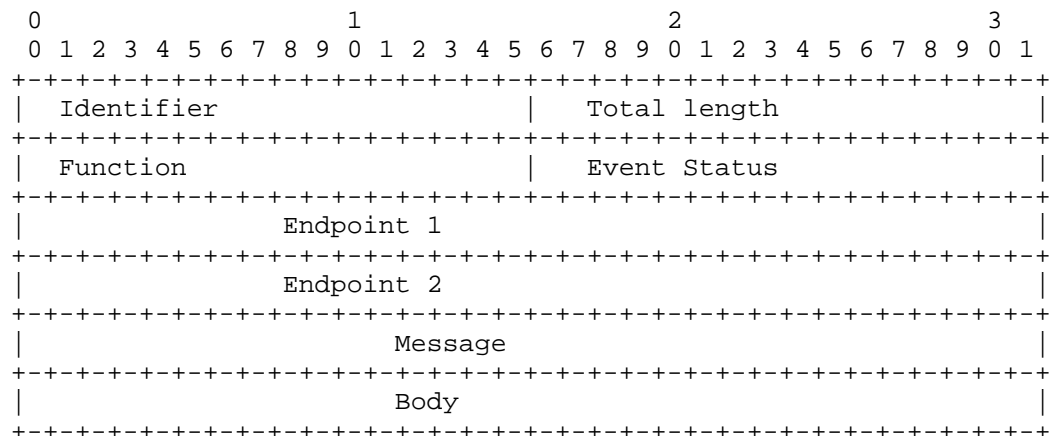 0                   1                   2                   3
 0 1 2 3 4 5 6 7 8 9 0 1 2 3 4 5 6 7 8 9 0 1 2 3 4 5 6 7 8 9 0 1
+-+-+-+-+-+-+-+-+-+-+-+-+-+-+-+-+-+-+-+-+-+-+-+-+-+-+-+-+-+-+-+-+
|  Identifier                   |   Total length                |
+-+-+-+-+-+-+-+-+-+-+-+-+-+-+-+-+-+-+-+-+-+-+-+-+-+-+-+-+-+-+-+-+
|  Function                     |   Event Status                |
+-+-+-+-+-+-+-+-+-+-+-+-+-+-+-+-+-+-+-+-+-+-+-+-+-+-+-+-+-+-+-+-+
|                Endpoint 1                                     |
+-+-+-+-+-+-+-+-+-+-+-+-+-+-+-+-+-+-+-+-+-+-+-+-+-+-+-+-+-+-+-+-+
|                Endpoint 2                                     |
+-+-+-+-+-+-+-+-+-+-+-+-+-+-+-+-+-+-+-+-+-+-+-+-+-+-+-+-+-+-+-+-+
|                       Message                                 |
+-+-+-+-+-+-+-+-+-+-+-+-+-+-+-+-+-+-+-+-+-+-+-+-+-+-+-+-+-+-+-+-+
|                       Body                                    |
+-+-+-+-+-+-+-+-+-+-+-+-+-+-+-+-+-+-+-+-+-+-+-+-+-+-+-+-+-+-+-+-+